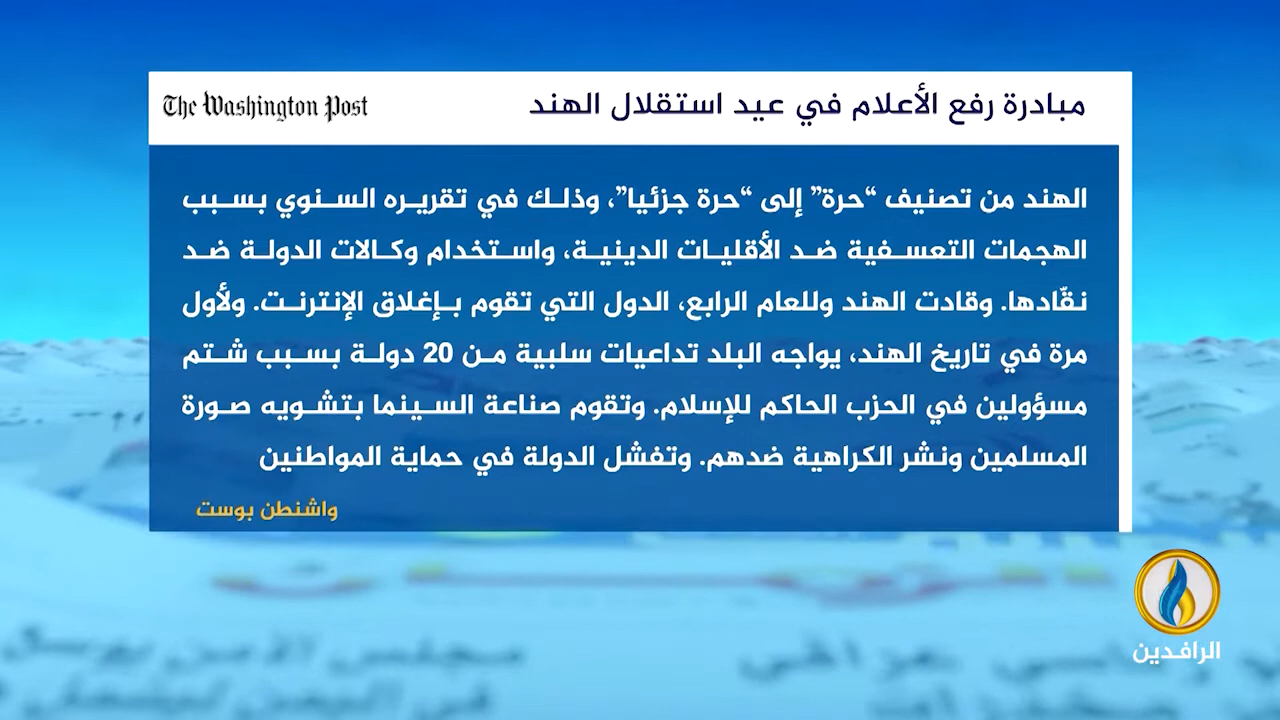 The Washington Post
مبادرة رفع الأعلام في عيد استقلال الهند
الهند من تصنيف “حرة” إلى “حرة جزئيا”، وذلك في تقريره السنوي بسبب
الهجمات التعسفية ضد الأقليات الدينية، واستخدام وكالات الدولة ضد
نقّادها. وقادت الهند وللعام الرابع، الدول التي تقوم بإغلاق الإنترنت. ولأول
مرة في تاريخ الهند، يواجه البلد تداعيات سلبية من 20 دولة بسبب شتم
مسؤولين في الحزب الحاكم للإسلام. وتقوم صناعة السينما بتشويه صورة
المسلمين ونشر الكراهية ضدهم. وتفشل الدولة في حماية المواطنين
واشنطن بوست
الرافدين
مجلس الأمن
في اليمن